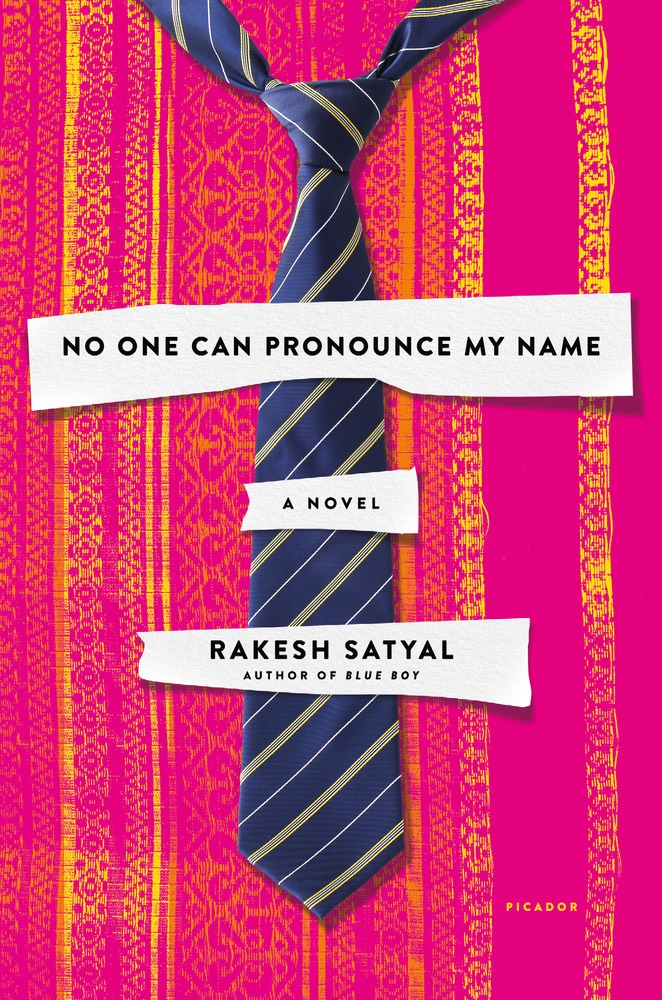 NO ONE CAN PRONOUNCE MY NAME
A NOVEL
RAKESH SATYAL
AUTHOR OF BLUE BOY
PICADOR